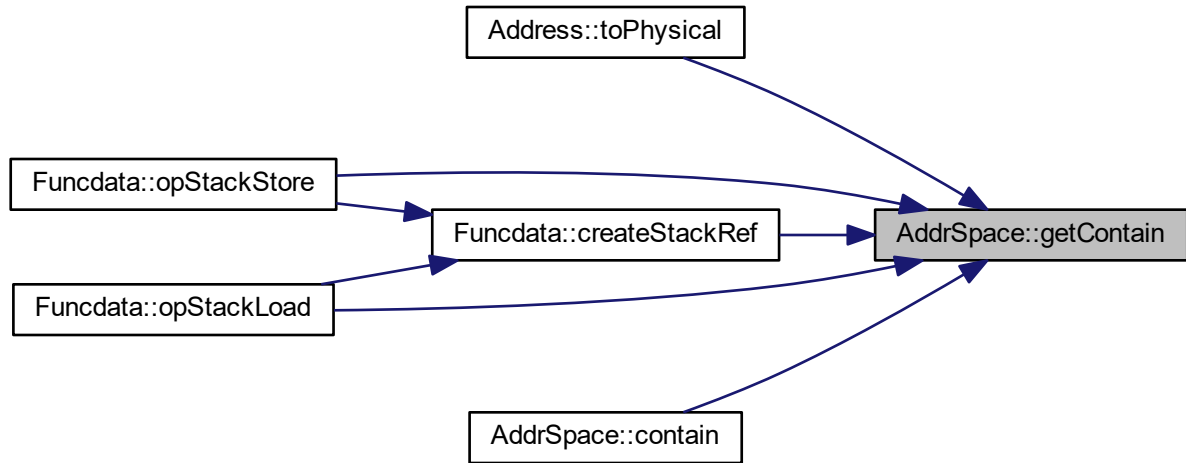 Address::toPhysical
Funcdata::opStackStore
Funcdata::createStackRef
AddrSpace::getContain
Funcdata::opStackLoad
AddrSpace::contain